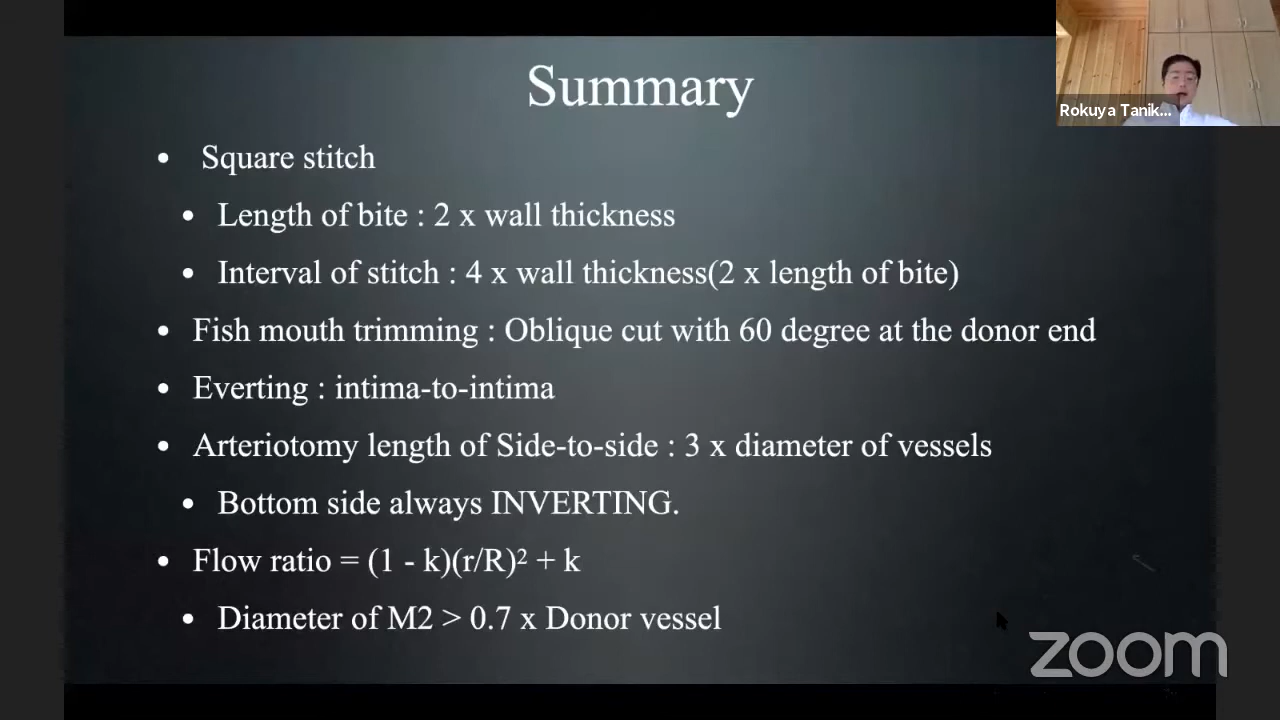 Summary
Rokuya Tanik...
• Square stitch
• Length of bite : 2 x wall thickness
• Interval of stitch : 4 x wall thickness(2 x length of bite)
• Fish mouth trimming : Oblique cut with 60 degree at the donor end
• Everting : intima-to-intima
• Arteriotomy length of Side-to-side : 3 x diameter of vessels
• Bottom side always INVERTING.
• Flow ratio = (1 - k)(r/R)² + k
• Diameter of M2 > 0.7 x Donor vessel
zoom